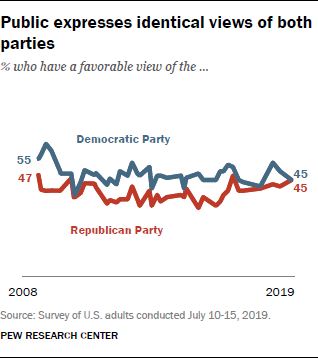 Public expresses identical views of both
parties
% who have a favorable view of the ...
Democratic Party
55
47
45
45
Republican Party
2008
2019
Source: Survey of U.S. adults conducted July 10-15, 2019.
PEW RESEARCH CENTER